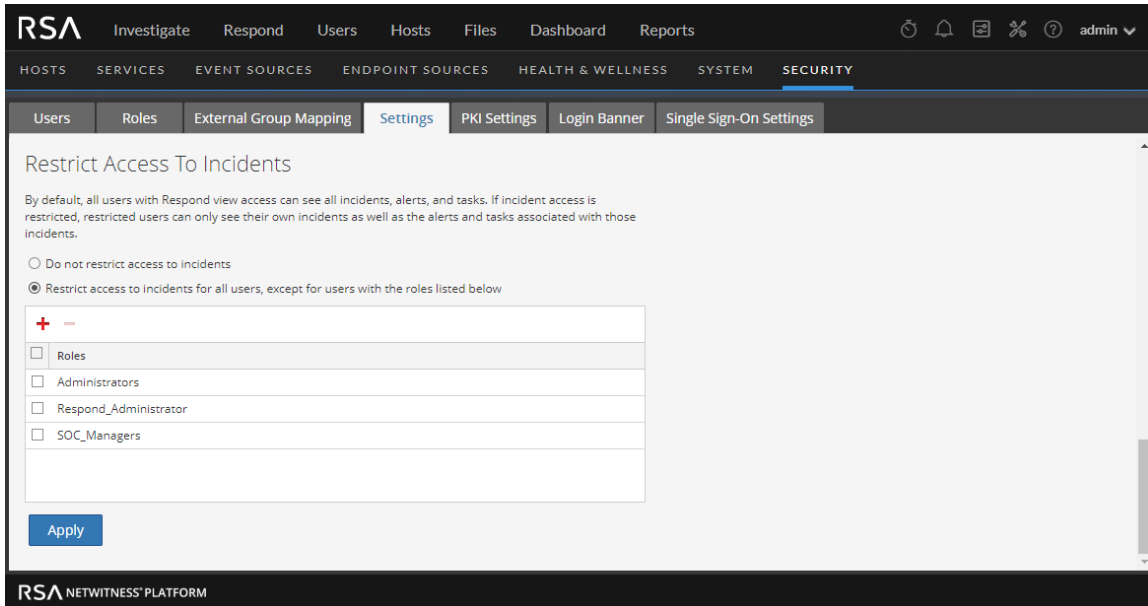 RSA Investigate Respond Users Hosts Files Dashboard Reports admin
HOSTS SERVICES EVENT SOURCES ENDPOINT SOURCES HEALTH & WELLNESS SYSTEM SECURITY
Users Roles External Group Mapping Settings PKI Settings Login Banner Single Sign-On Settings
Restrict Access To Incidents
By default, all users with Respond view access can see all incidents, alerts, and tasks. If incident access is
restricted, restricted users can only see their own incidents as well as the alerts and tasks associated with those
incidents.
Do not restrict access to incidents
Restrict access to incidents for all users, except for users with the roles listed below
Roles
Administrators
Respond_Administrator
SOC_Managers
Apply
RSA NETWITNESS® PLATFORM